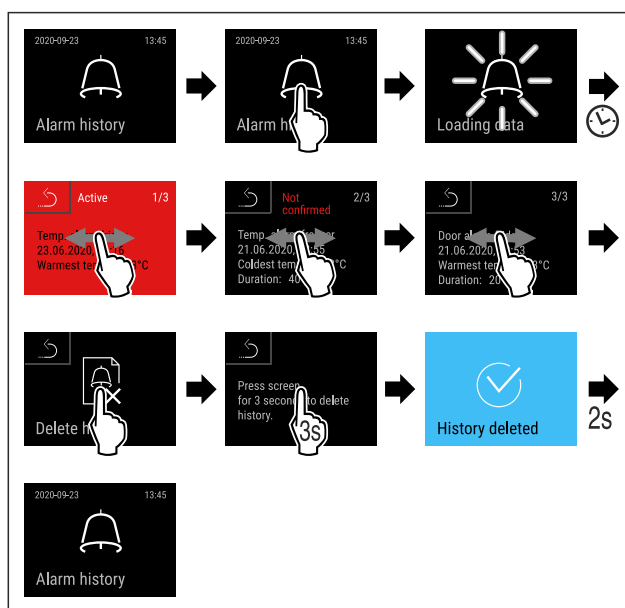 2020-09-23 13:45
Alarm history
2020-09-23 13:45
Alarm
Loading data
Active 1/3
Temp.
23.06.2020,
Warmest °C
Not
confirmed
2/3
Temp.
21.06.2020,
Coldest °C
Duration:
3/3
Door
21.06.2020,
Warmest °C
Duration:
Delete
Press screen
for 3 seconds to delete
history.
3s
History deleted
2s
2020-09-23 13:45
Alarm history